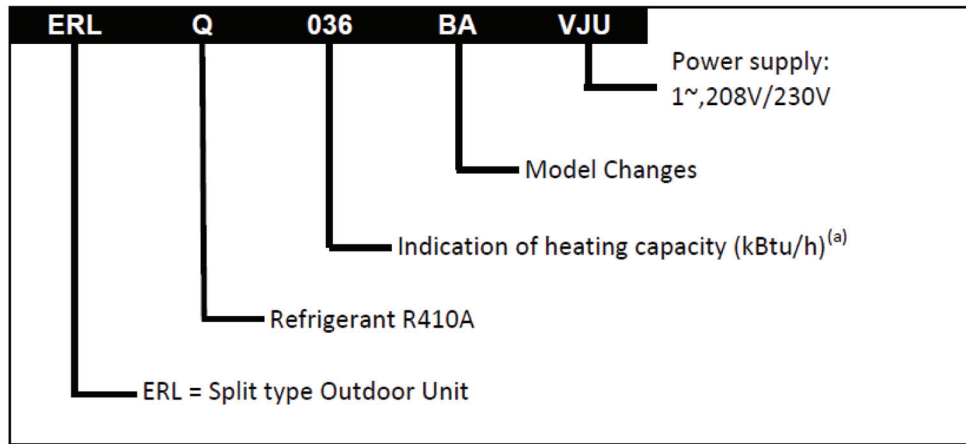 ERL Q 036 BA VJU
Power supply:
1~,208V/230V
Model Changes
Indication of heating capacity (kBtu/h)(a)
Refrigerant R410A
ERL = Split type Outdoor Unit